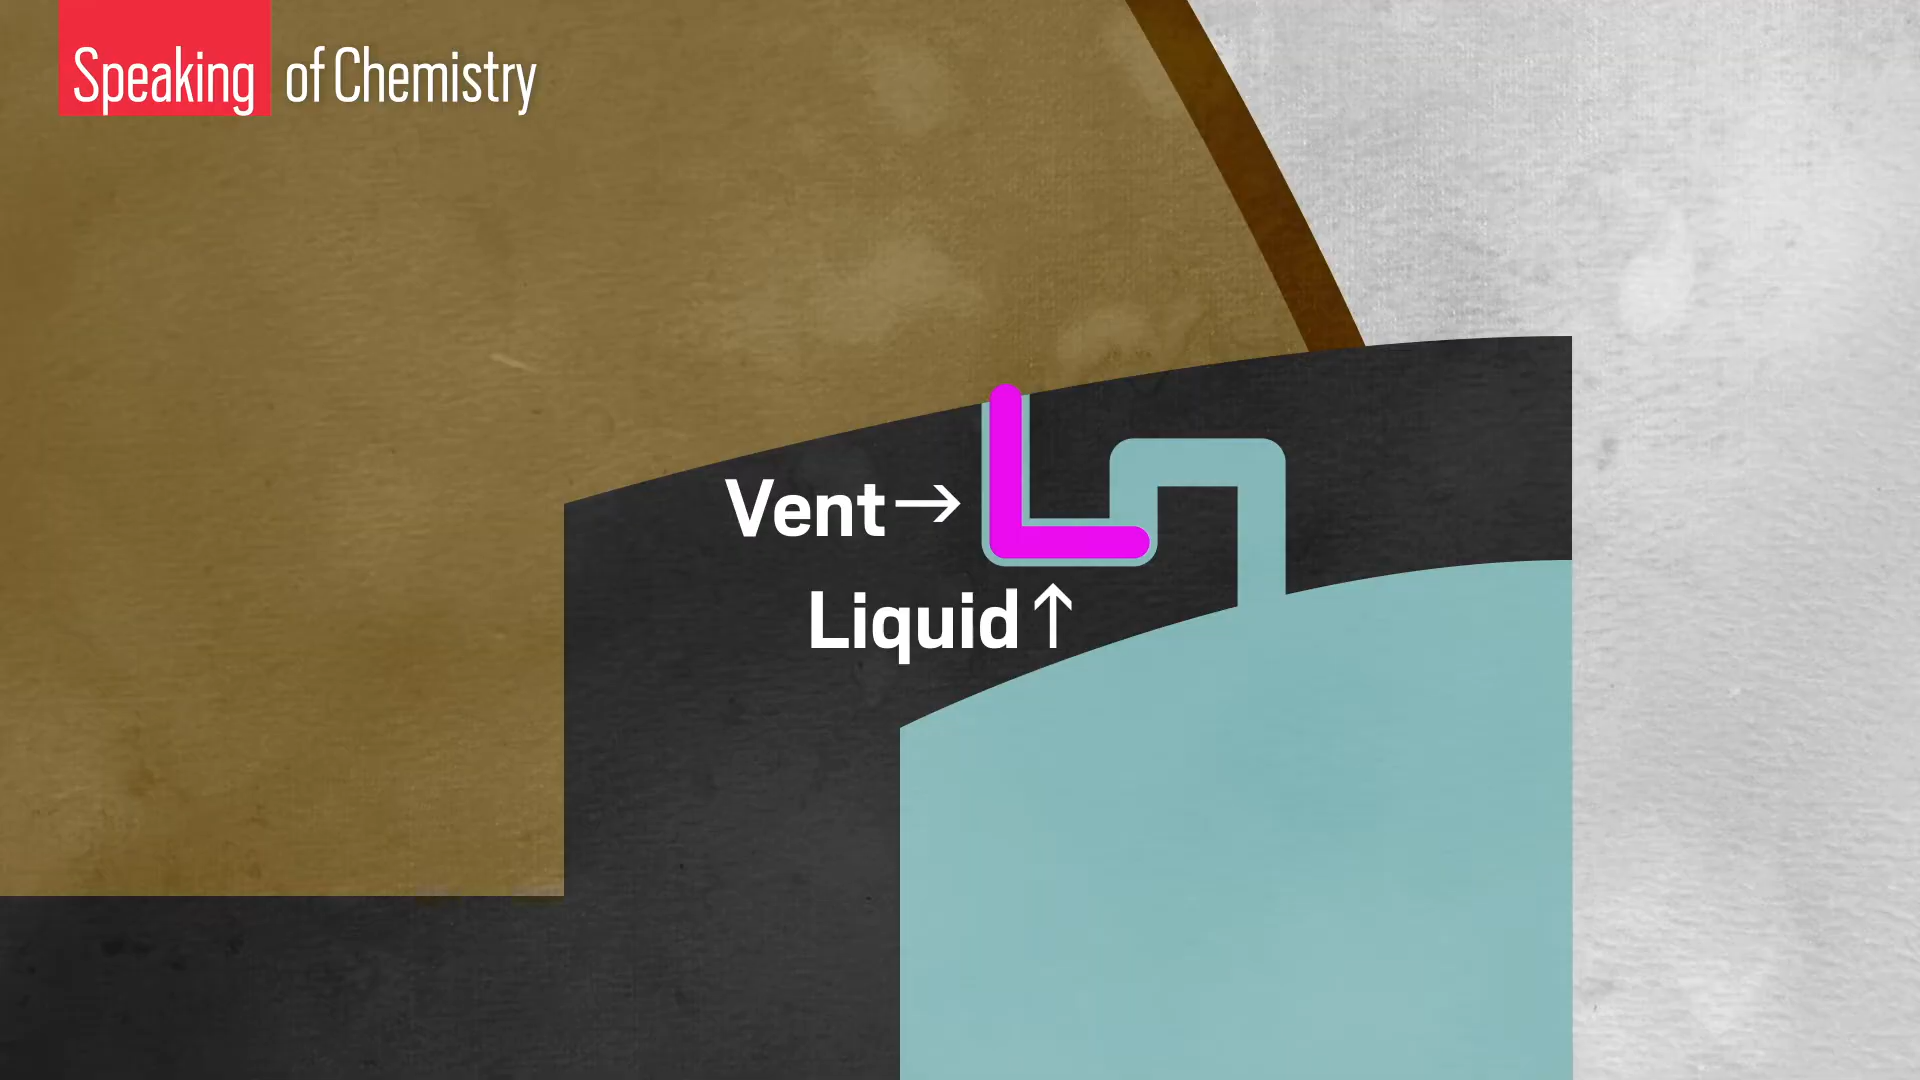 Speaking of Chemistry
Vent→
Liquid↑